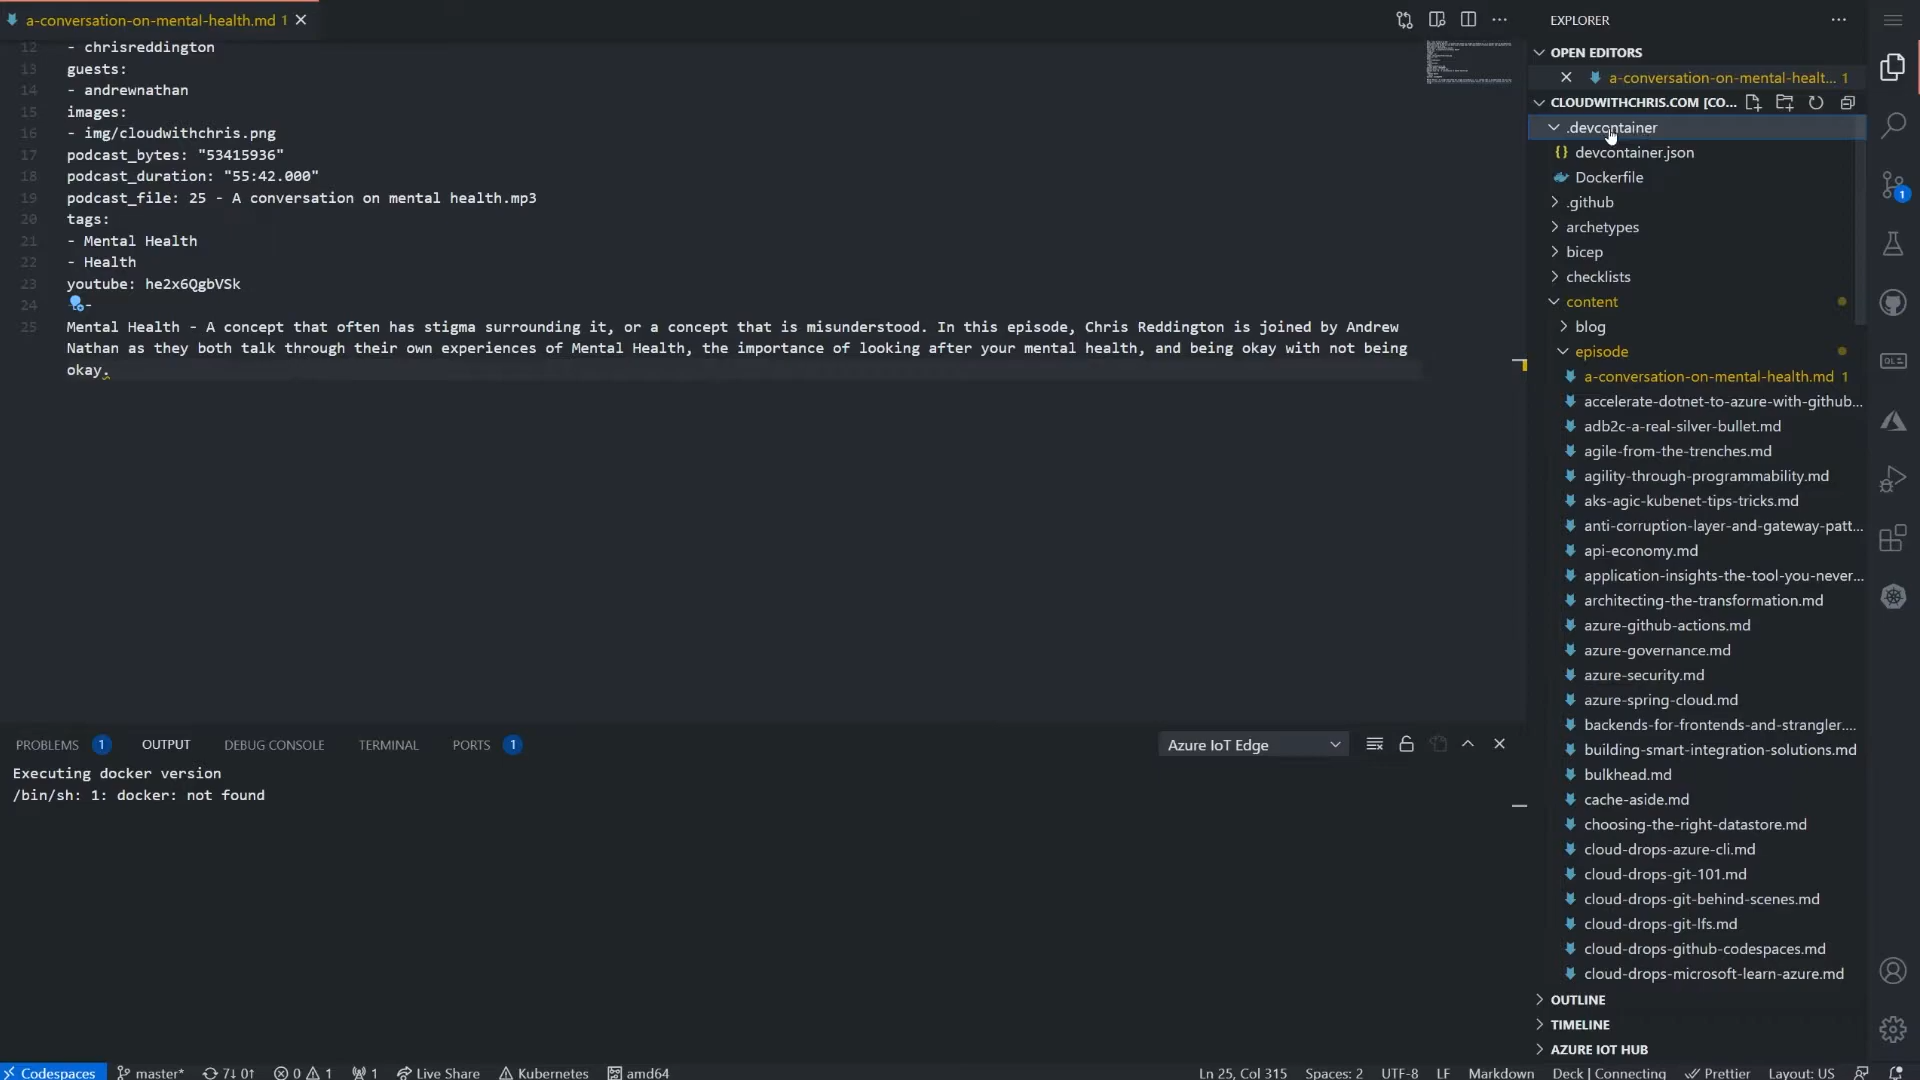 a-conversation-on-mental-health.md 1
12 - chrisreddington
13 guests:
14 - andrewnathan
15 images:
16 - img/cloudwithchris.png
17 podcast_bytes: "53415936"
18 podcast_duration: "55:42.000"
19 podcast_file: 25 - A conversation on mental health.mp3
20 tags:
21 - Mental Health
22 - Health
23 youtube: he2x6QgbVSk
24 -
25 Mental Health - A concept that often has stigma surrounding it, or a concept that is misunderstood. In this episode, Chris Reddington is joined by Andrew
Nathan as they both talk through their own experiences of Mental Health, the importance of looking after your mental health, and being okay with not being
okay.
PROBLEMS 1 OUTPUT DEBUG CONSOLE TERMINAL PORTS 1 Azure IoT Edge
Executing docker version
/bin/sh: 1: docker: not found
EXPLORER
OPEN EDITORS
a-conversation-on-mental-healt... 1
CLOUDWITHCHRIS.COM [CO...
.devcontainer
devcontainer.json
Dockerfile
.github
archetypes
bicep
checklists
content
blog
episode
a-conversation-on-mental-health.md 1
accelerate-dotnet-to-azure-with-github...
adb2c-a-real-silver-bullet.md
agile-from-the-trenches.md
agility-through-programmability.md
aks-agic-kubenet-tips-tricks.md
anti-corruption-layer-and-gateway-patt...
api-economy.md
application-insights-the-tool-you-never...
architecting-the-transformation.md
azure-github-actions.md
azure-governance.md
azure-security.md
azure-spring-cloud.md
backends-for-frontends-and-strangler....
building-smart-integration-solutions.md
bulkhead.md
cache-aside.md
choosing-the-right-datastore.md
cloud-drops-azure-cli.md
cloud-drops-git-101.md
cloud-drops-git-behind-scenes.md
cloud-drops-git-lfs.md
cloud-drops-github-codespaces.md
cloud-drops-microsoft-learn-azure.md
OUTLINE
TIMELINE
AZURE IOT HUB
1
QL
Codespaces master* 7↓ 0↑ 0 1 1 Live Share Kubernetes amd64 Ln 25, Col 315 Spaces: 2 UTF-8 LF Markdown Deck | Connecting Prettier Layout: US